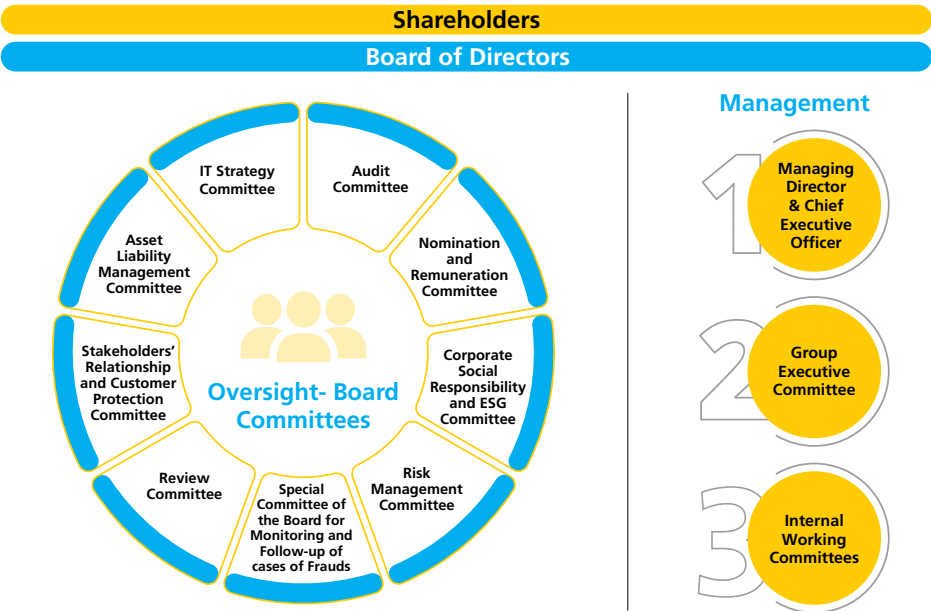 Shareholders
Board of Directors
IT Strategy
Committee
Audit
Committee
Nomination
and
Remuneration
Committee
Corporate
Social
Responsibility
and ESG
Committee
Risk
Management
Committee
Special
Committee of
the Board for
Monitoring and
Follow-up of
cases of Frauds
Review
Committee
Stakeholders’
Relationship
and Customer
Protection
Committee
Asset
Liability
Management
Committee
Oversight- Board
Committees
Management
1
Managing
Director
& Chief
Executive
Officer
2
Group
Executive
Committee
3
Internal
Working
Committees